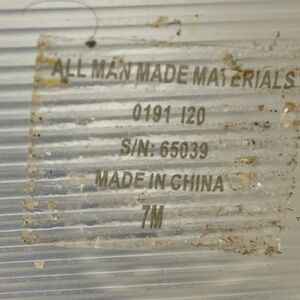 ALL MAN MADE MATERIALS
0191 I20
S/N: 65039
MADE IN CHINA
7M